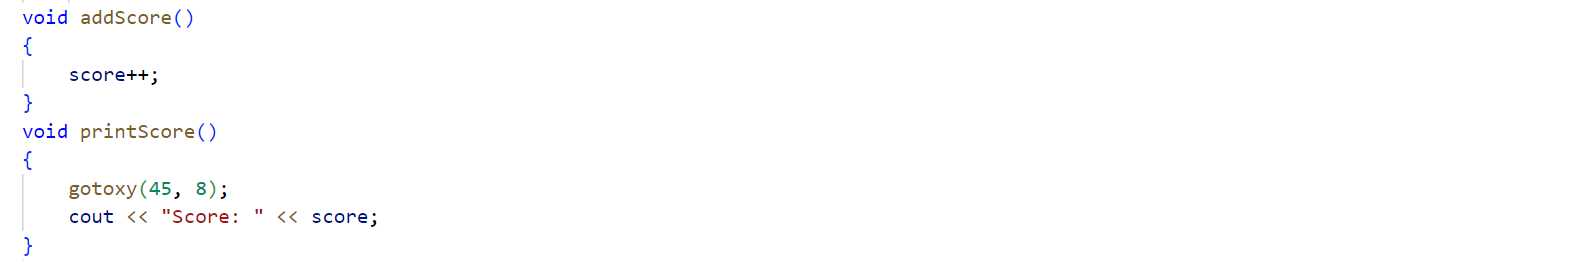 void addScore()
{
    score++;
}
void printScore()
{
    gotoxy(45, 8);
    cout << "Score: " << score;
}